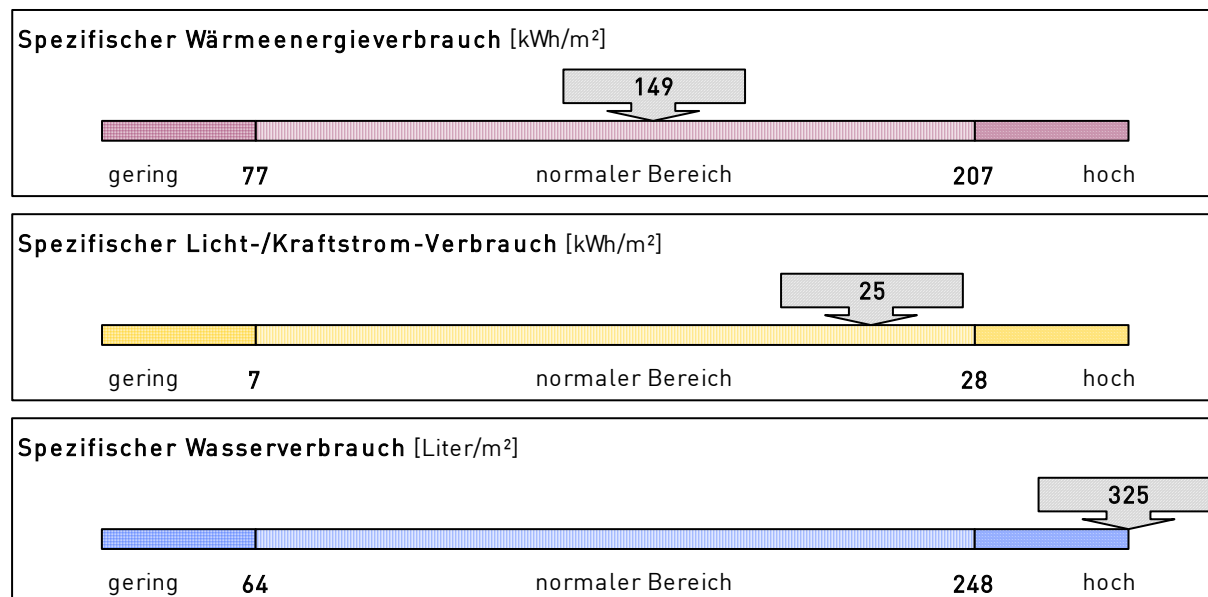 Spezifischer Wärmeenergieverbrauch [kWh/m²]
149
gering 77 normaler Bereich 207 hoch
Spezifischer Licht-/Kraftstrom-Verbrauch [kWh/m²]
25
gering 7 normaler Bereich 28 hoch
Spezifischer Wasserverbrauch [Liter/m²]
325
gering 64 normaler Bereich 248 hoch